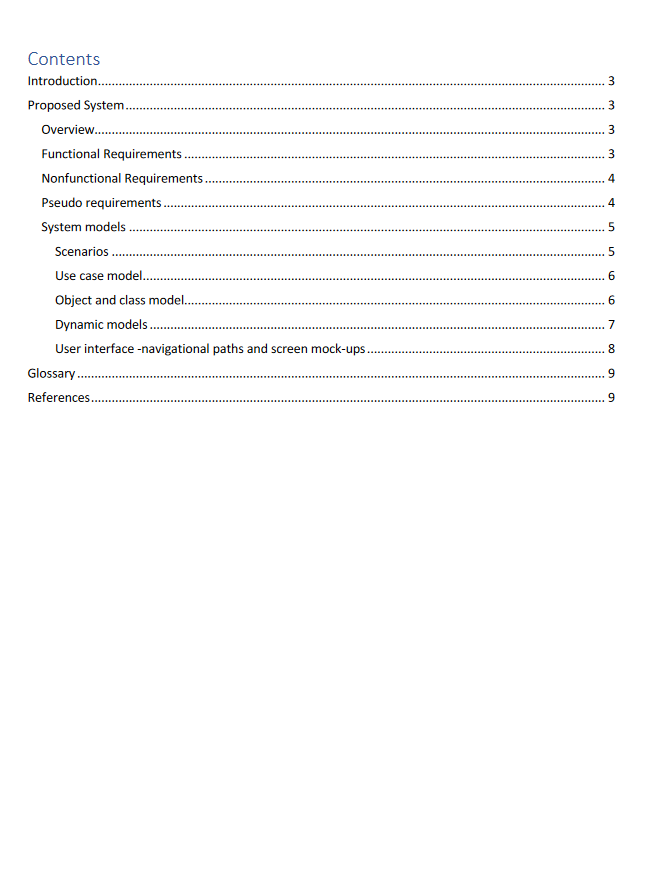 Contents
Introduction........................................................................................................ 3
Proposed System........................................................................................................ 3
Overview........................................................................................................ 3
Functional Requirements........................................................................................................ 3
Nonfunctional Requirements........................................................................................................ 4
Pseudo requirements........................................................................................................ 4
System models........................................................................................................ 5
Scenarios........................................................................................................ 5
Use case model........................................................................................................ 6
Object and class model........................................................................................................ 6
Dynamic models........................................................................................................ 7
User interface -navigational paths and screen mock-ups........................................................................ 8
Glossary........................................................................................................ 9
References........................................................................................................ 9